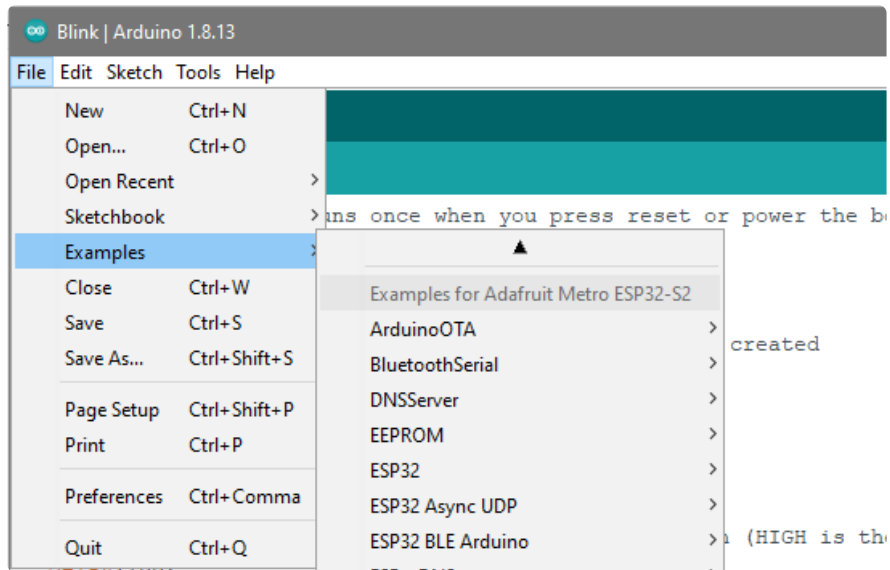 Blink | Arduino 1.8.13
File Edit Sketch Tools Help
New Ctrl+N
Open... Ctrl+O
Open Recent
Sketchbook
Examples
Close Ctrl+W
Save Ctrl+S
Save As... Ctrl+Shift+S
Page Setup Ctrl+Shift+P
Print Ctrl+P
Preferences Ctrl+Comma
Quit Ctrl+Q
once when you press reset or power the
Examples for Adafruit Metro ESP32-S2
ArduinoOTA
BluetoothSerial
DNSServer
EEPROM
ESP32
ESP32 Async UDP
ESP32 BLE Arduino
created
(HIGH is